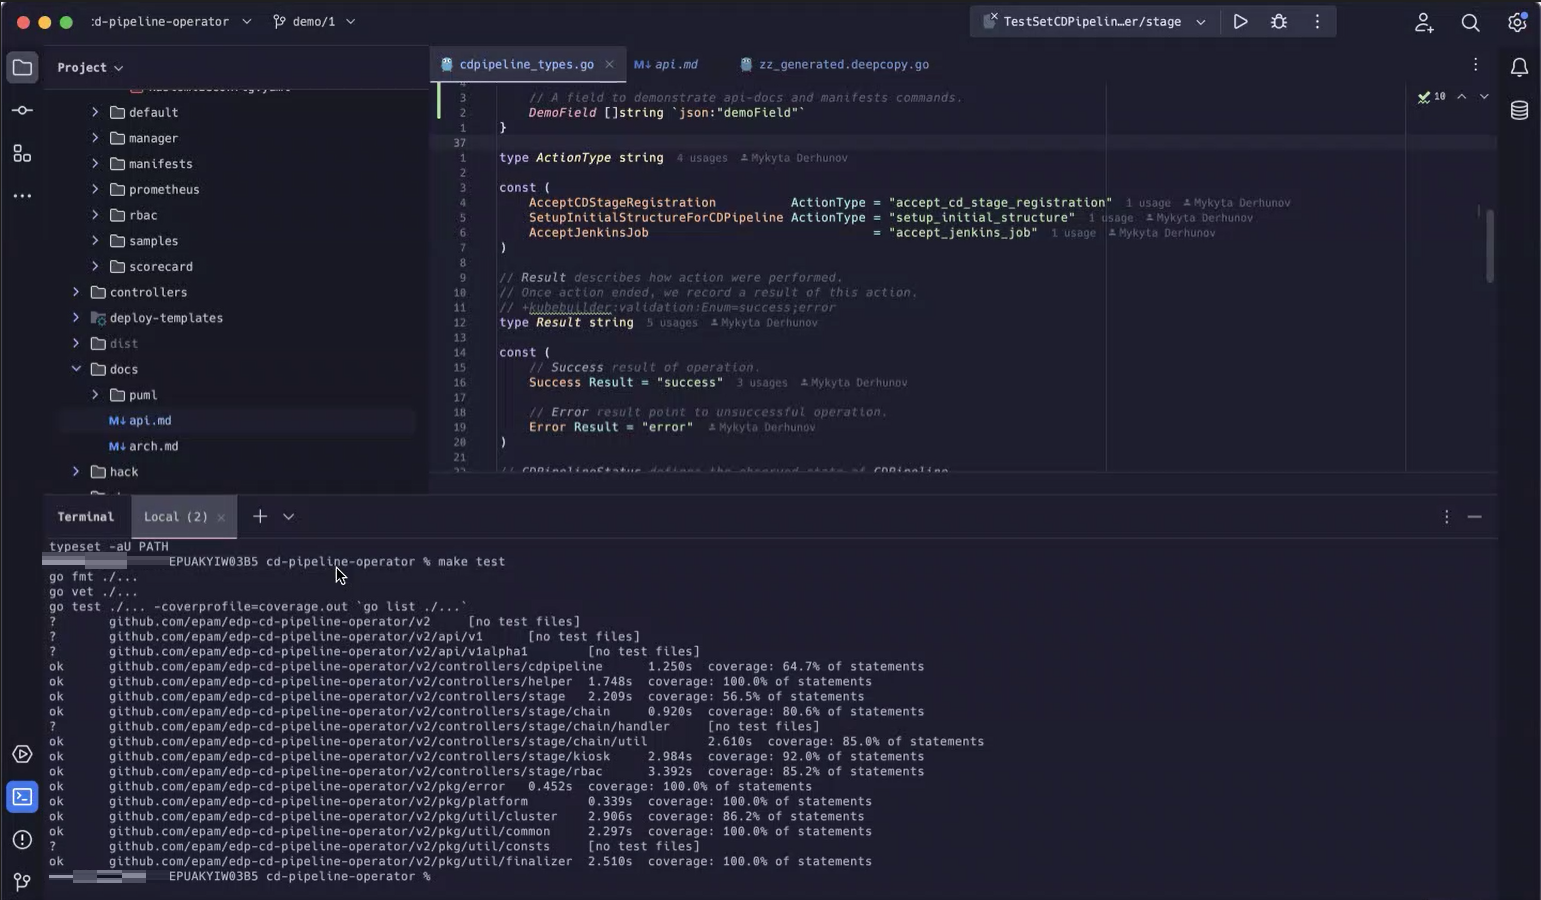 :d-pipeline-operator
demo/1
TestSetCDPipelin…er/stage
Project
cdpipeline_types.go
M↓ api.md
zz_generated.deepcopy.go
default
manager
manifests
prometheus
rbac
samples
scorecard
controllers
deploy-templates
dist
docs
puml
M↓ api.md
M↓ arch.md
hack
10
3 // A field to demonstrate api-docs and manifests commands.
2 DemoField []string `json:"demoField"`
1 }
37
1 type ActionType string 4 usages Mykyta Derhunov
2
3 const (
4 AcceptCDStageRegistration ActionType = "accept_cd_stage_registration" 1 usage Mykyta Derhunov
5 SetupInitialStructureForCDPipeline ActionType = "setup_initial_structure" 1 usage Mykyta Derhunov
6 AcceptJenkinsJob = "accept_jenkins_job" 1 usage Mykyta Derhunov
7 )
8
9 // Result describes how action were performed.
10 // Once action ended, we record a result of this action.
11 // +kubebuilder:validation:Enum=success;error
12 type Result string 5 usages Mykyta Derhunov
13
14 const (
15 // Success result of operation.
16 Success Result = "success" 3 usages Mykyta Derhunov
17
18 // Error result point to unsuccessful operation.
19 Error Result = "error" Mykyta Derhunov
20 )
21
22 // CDPipelineStatus defines the observed state of CDPipeline
Terminal
Local (2)
typeset -aU PATH
EPUAKYIW03B5 cd-pipeline-operator % make test
go fmt ./...
go vet ./...
go test ./... -coverprofile=coverage.out `go list ./...`
? github.com/epam/edp-cd-pipeline-operator/v2 [no test files]
? github.com/epam/edp-cd-pipeline-operator/v2/api/v1 [no test files]
? github.com/epam/edp-cd-pipeline-operator/v2/api/v1alpha1 [no test files]
ok github.com/epam/edp-cd-pipeline-operator/v2/controllers/cdpipeline 1.250s coverage: 64.7% of statements
ok github.com/epam/edp-cd-pipeline-operator/v2/controllers/helper 1.748s coverage: 100.0% of statements
ok github.com/epam/edp-cd-pipeline-operator/v2/controllers/stage 2.209s coverage: 56.5% of statements
ok github.com/epam/edp-cd-pipeline-operator/v2/controllers/stage/chain 0.920s coverage: 80.6% of statements
? github.com/epam/edp-cd-pipeline-operator/v2/controllers/stage/chain/handler [no test files]
ok github.com/epam/edp-cd-pipeline-operator/v2/controllers/stage/chain/util 2.610s coverage: 85.0% of statements
ok github.com/epam/edp-cd-pipeline-operator/v2/controllers/stage/kiosk 2.984s coverage: 92.0% of statements
ok github.com/epam/edp-cd-pipeline-operator/v2/controllers/stage/rbac 3.392s coverage: 85.2% of statements
ok github.com/epam/edp-cd-pipeline-operator/v2/pkg/error 0.452s coverage: 100.0% of statements
ok github.com/epam/edp-cd-pipeline-operator/v2/pkg/platform 0.339s coverage: 100.0% of statements
ok github.com/epam/edp-cd-pipeline-operator/v2/pkg/util/cluster 2.906s coverage: 86.2% of statements
ok github.com/epam/edp-cd-pipeline-operator/v2/pkg/util/common 2.297s coverage: 100.0% of statements
? github.com/epam/edp-cd-pipeline-operator/v2/pkg/util/consts [no test files]
ok github.com/epam/edp-cd-pipeline-operator/v2/pkg/util/finalizer 2.510s coverage: 100.0% of statements
EPUAKYIW03B5 cd-pipeline-operator %